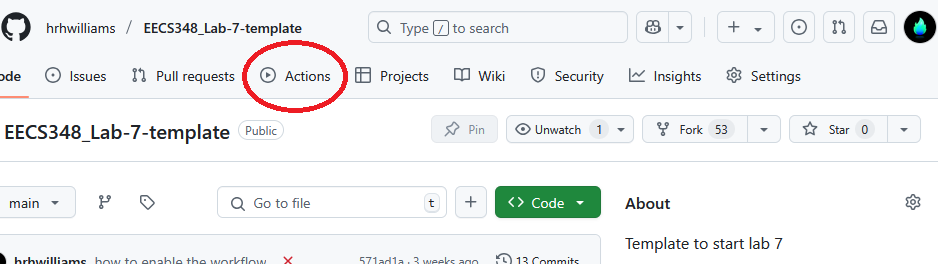 hrhwilliams / EECS348_Lab-7-template Type / to search
ode Issues Pull requests Actions Projects Wiki Security Insights Settings
EECS348_Lab-7-template Public Pin Unwatch 1 Fork 53 Star 0
main Go to file t Code About
Template to start lab 7
hrhwilliams how to enable the workflow 571ad1a · 3 weeks ago 13 Commits